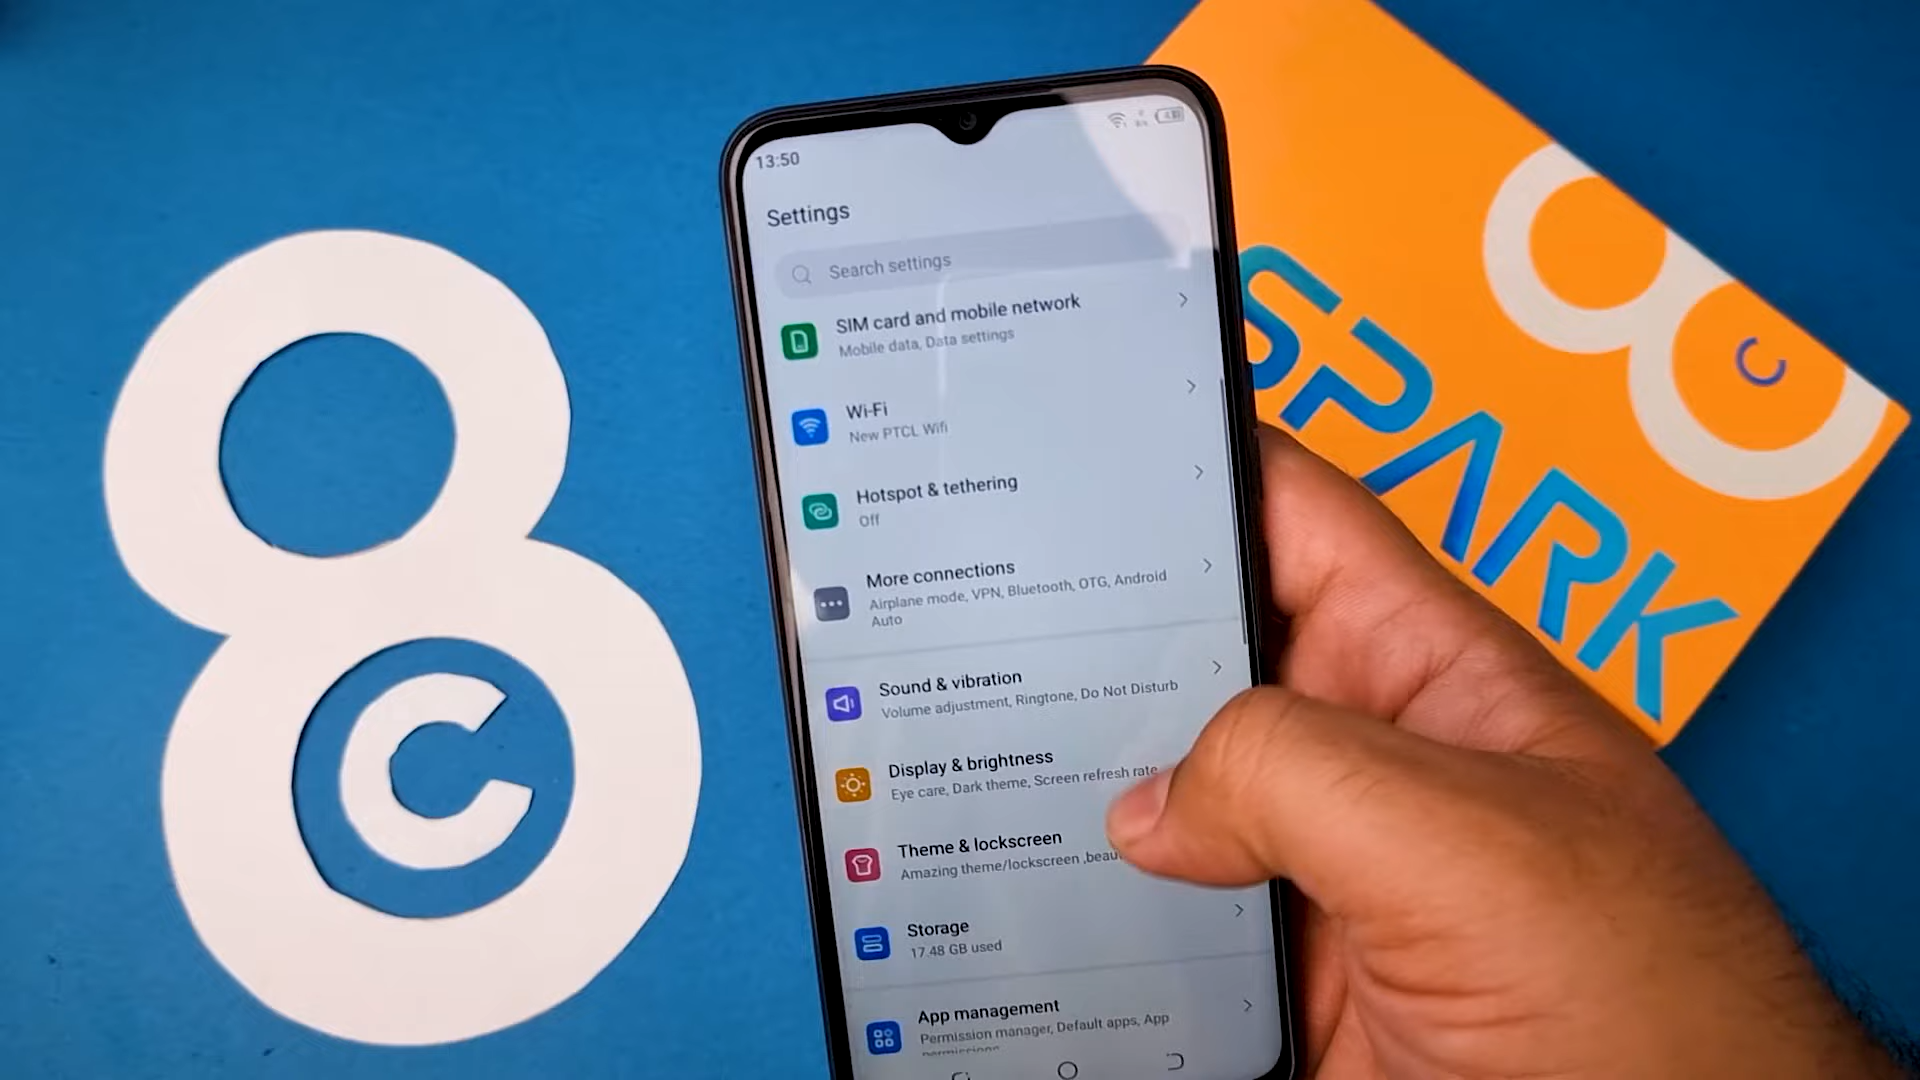 8
C
13:50
Settings
Search settings
SIM card and mobile network
Mobile data, Data settings
Wi-Fi
New PTCL Wifi
Hotspot & tethering
Off
More connections
Airplane mode, VPN, Bluetooth, OTG, Android
Auto
Sound & vibration
Volume adjustment, Ringtone, Do Not Disturb
Display & brightness
Eye care, Dark theme, Screen refresh rate
Theme & lockscreen
Amazing theme/lockscreen ,beau
Storage
17.48 GB used
App management
Permission manager, Default apps, App
8
C
SPARK